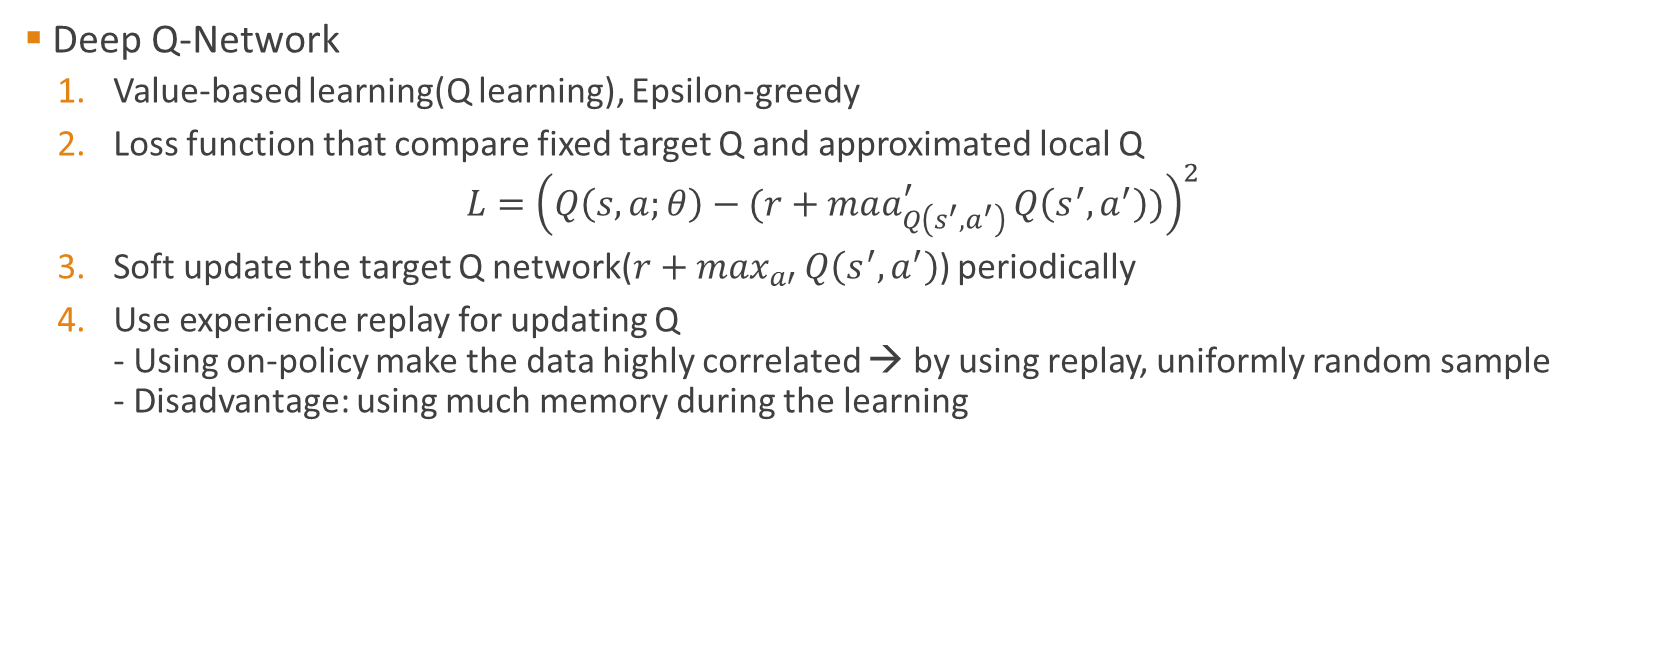 ▪ Deep Q-Network
1. Value-based learning(Q learning), Epsilon-greedy
2. Loss function that compare fixed target Q and approximated local Q
L = (Q(s, a; θ) − (r + maa′_{Q(s′,a′)} Q(s′, a′)))²
3. Soft update the target Q network(r + max_{a′} Q(s′, a′)) periodically
4. Use experience replay for updating Q
- Using on-policy make the data highly correlated → by using replay, uniformly random sample
- Disadvantage: using much memory during the learning